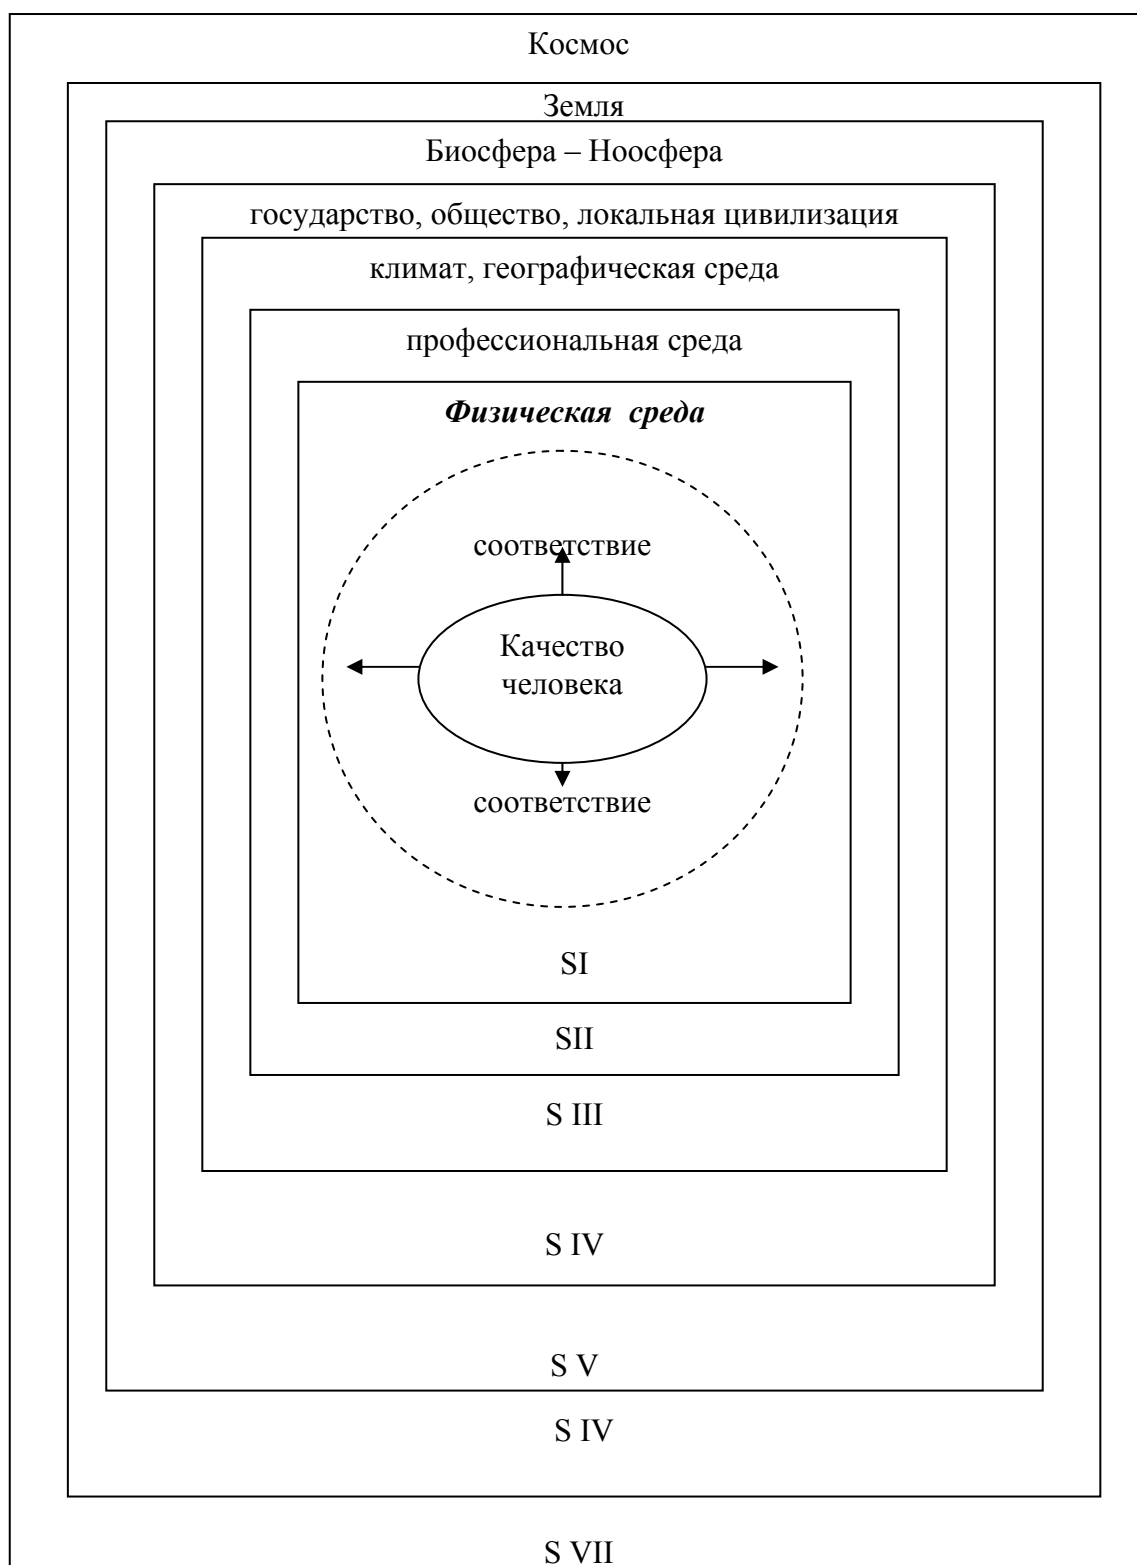 Космос
Земля
Биосфера – Ноосфера
государство, общество, локальная цивилизация
климат, географическая среда
профессиональная среда
Физическая среда
соответствие
Качество
человека
соответствие
SI
SII
S III
S IV
S V
S IV
S VII